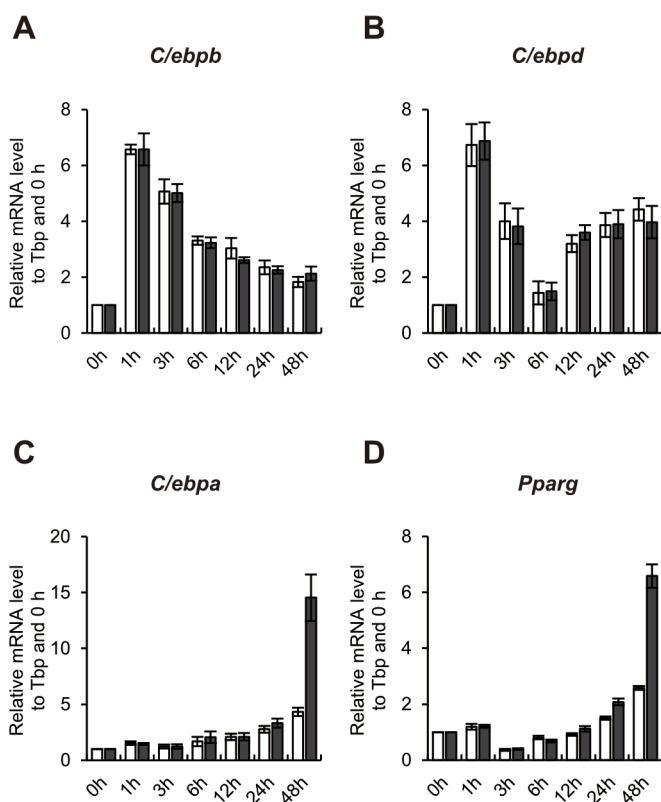 A
C/ebpb
Relative mRNA level
to Tbp and 0 h
8
6
4
2
0
0h
1h
3h
6h
12h
24h
48h
B
C/ebpd
Relative mRNA level
to Tbp and 0 h
8
6
4
2
0
0h
1h
3h
6h
12h
24h
48h
C
C/ebpa
Relative mRNA level
to Tbp and 0 h
20
15
10
5
0
0h
1h
3h
6h
12h
24h
48h
D
Pparg
Relative mRNA level
to Tbp and 0 h
8
6
4
2
0
0h
1h
3h
6h
12h
24h
48h